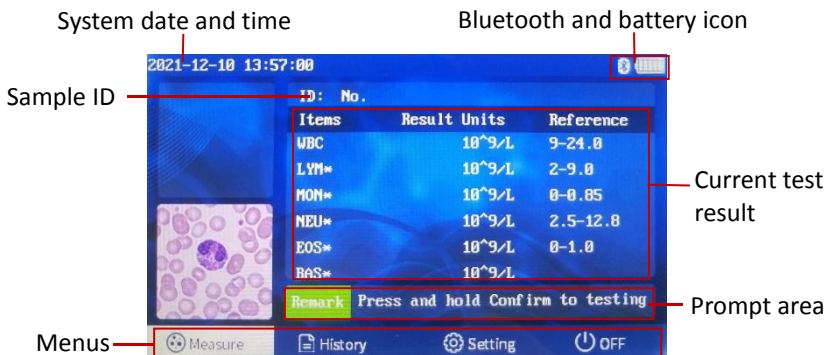 System date and time
Bluetooth and battery icon
2021-12-10 13:57:00
Sample ID
ID: No.
Items Result Units Reference
WBC 10^9/L 9-24.0
LYM* 10^9/L 2-9.0
MON* 10^9/L 0-0.85
NEU* 10^9/L 2.5-12.8
EOS* 10^9/L 0-1.0
BAS* 10^9/L
Current test
result
Remark Press and hold Confirm to testing
Prompt area
Menus
Measure History Setting OFF